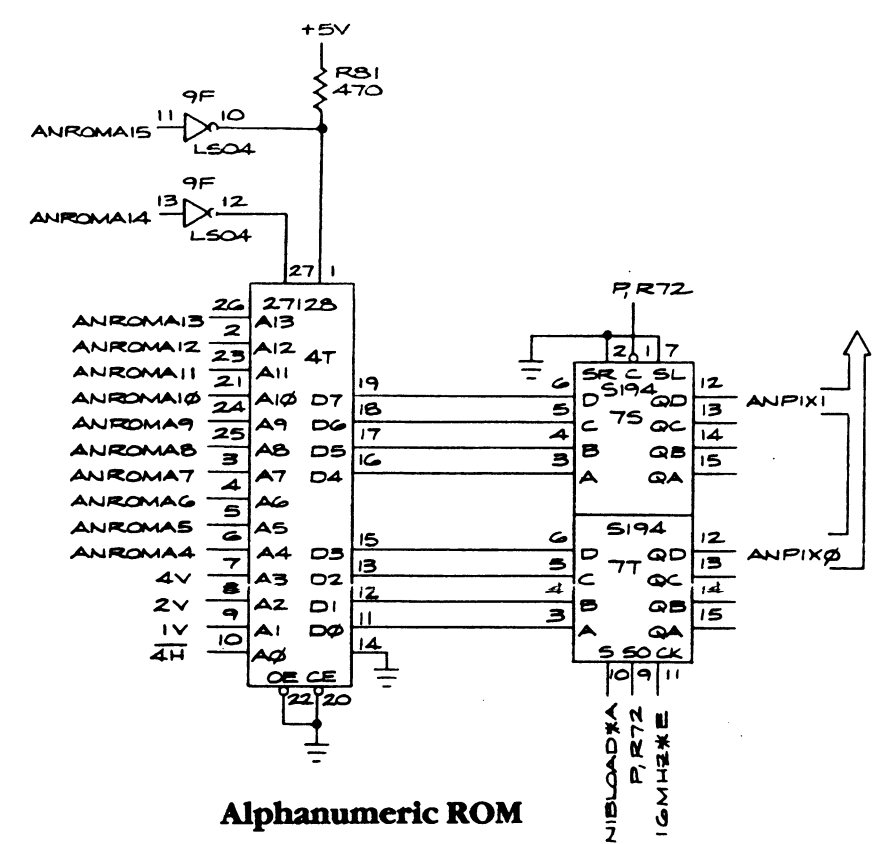 +5V
R81
470
9F
11
10
ANROMA15
LS04
9F
13
12
ANROMA14
LS04
27 1
27128
4T
26
ANROMA13
A13
2
ANROMA12
A12
23
ANROMA11
A11
21
ANROMA10
A10
24
ANROMA9
A9
25
ANROMA8
A8
3
ANROMA7
A7
4
ANROMA6
A6
5
ANROMA5
A5
6
ANROMA4
A4
7
4V
A3
8
2V
A2
9
1V
A1
10
4H
A0
D7
19
D6
18
D5
17
D4
16
D3
15
D2
13
D1
12
D0
11
14
OE CE
22 20
P,R72
2 1 7
SR C SL
S194
7S
6
D
5
C
4
B
3
A
QD
12
ANPIX1
QC
13
QB
14
QA
15
S194
7T
6
D
5
C
4
B
3
A
QD
12
ANPIX0
QC
13
QB
14
QA
15
S S0 CK
10 9 11
NIBLOAD*A
P,R72
16MHZ*E
Alphanumeric ROM